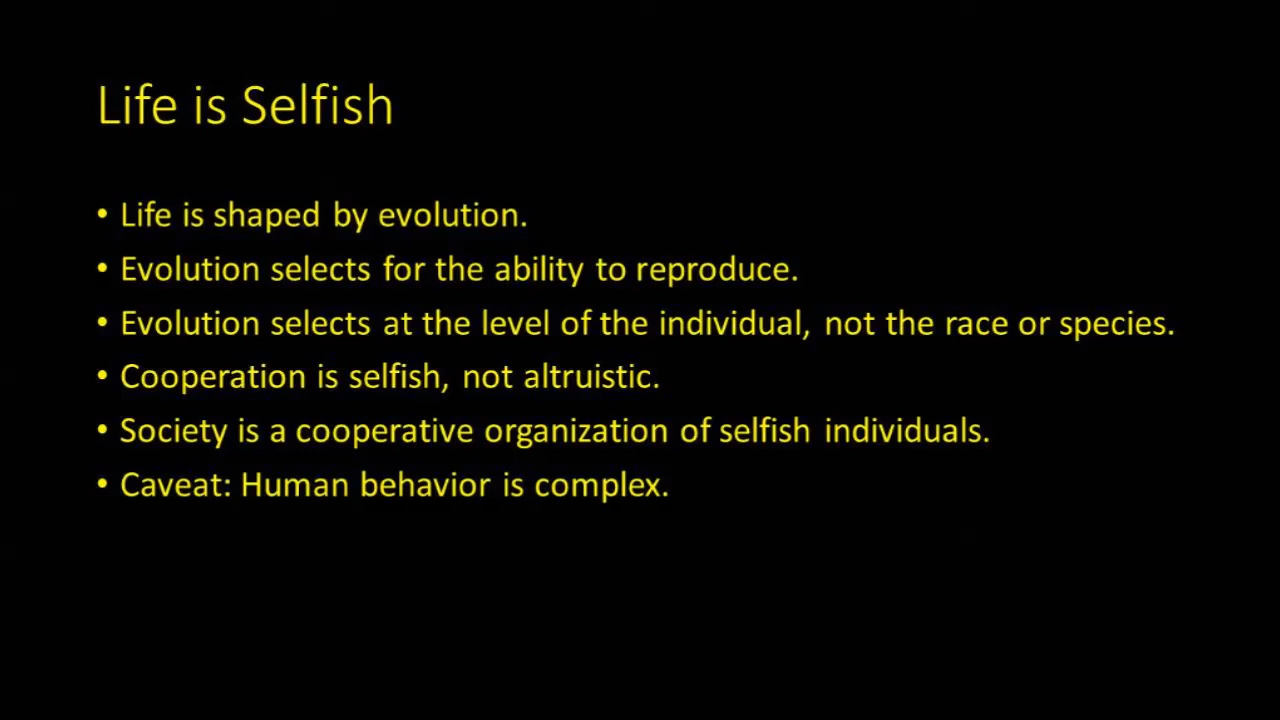 Life is Selfish
• Life is shaped by evolution.
• Evolution selects for the ability to reproduce.
• Evolution selects at the level of the individual, not the race or species.
• Cooperation is selfish, not altruistic.
• Society is a cooperative organization of selfish individuals.
• Caveat: Human behavior is complex.